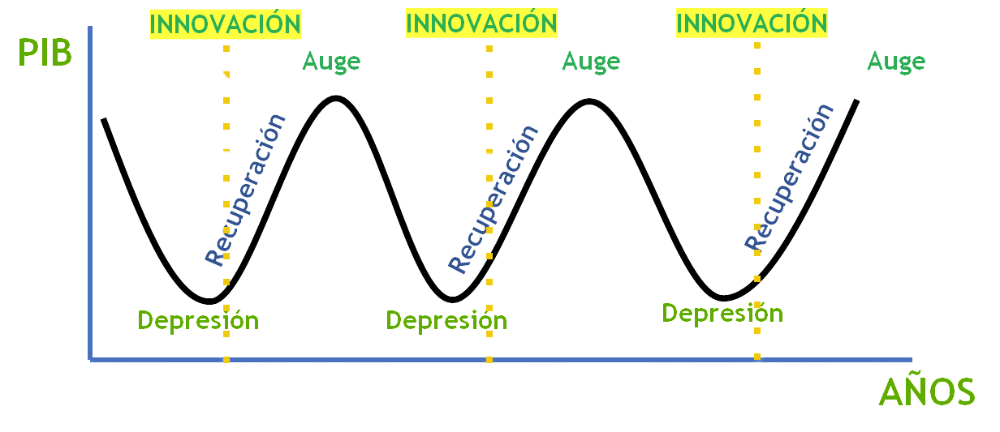 INNOVACIÓN
INNOVACIÓN
INNOVACIÓN
PIB
Auge
Auge
Auge
Recuperación
Recuperación
Recuperación
Depresión
Depresión
Depresión
AÑOS